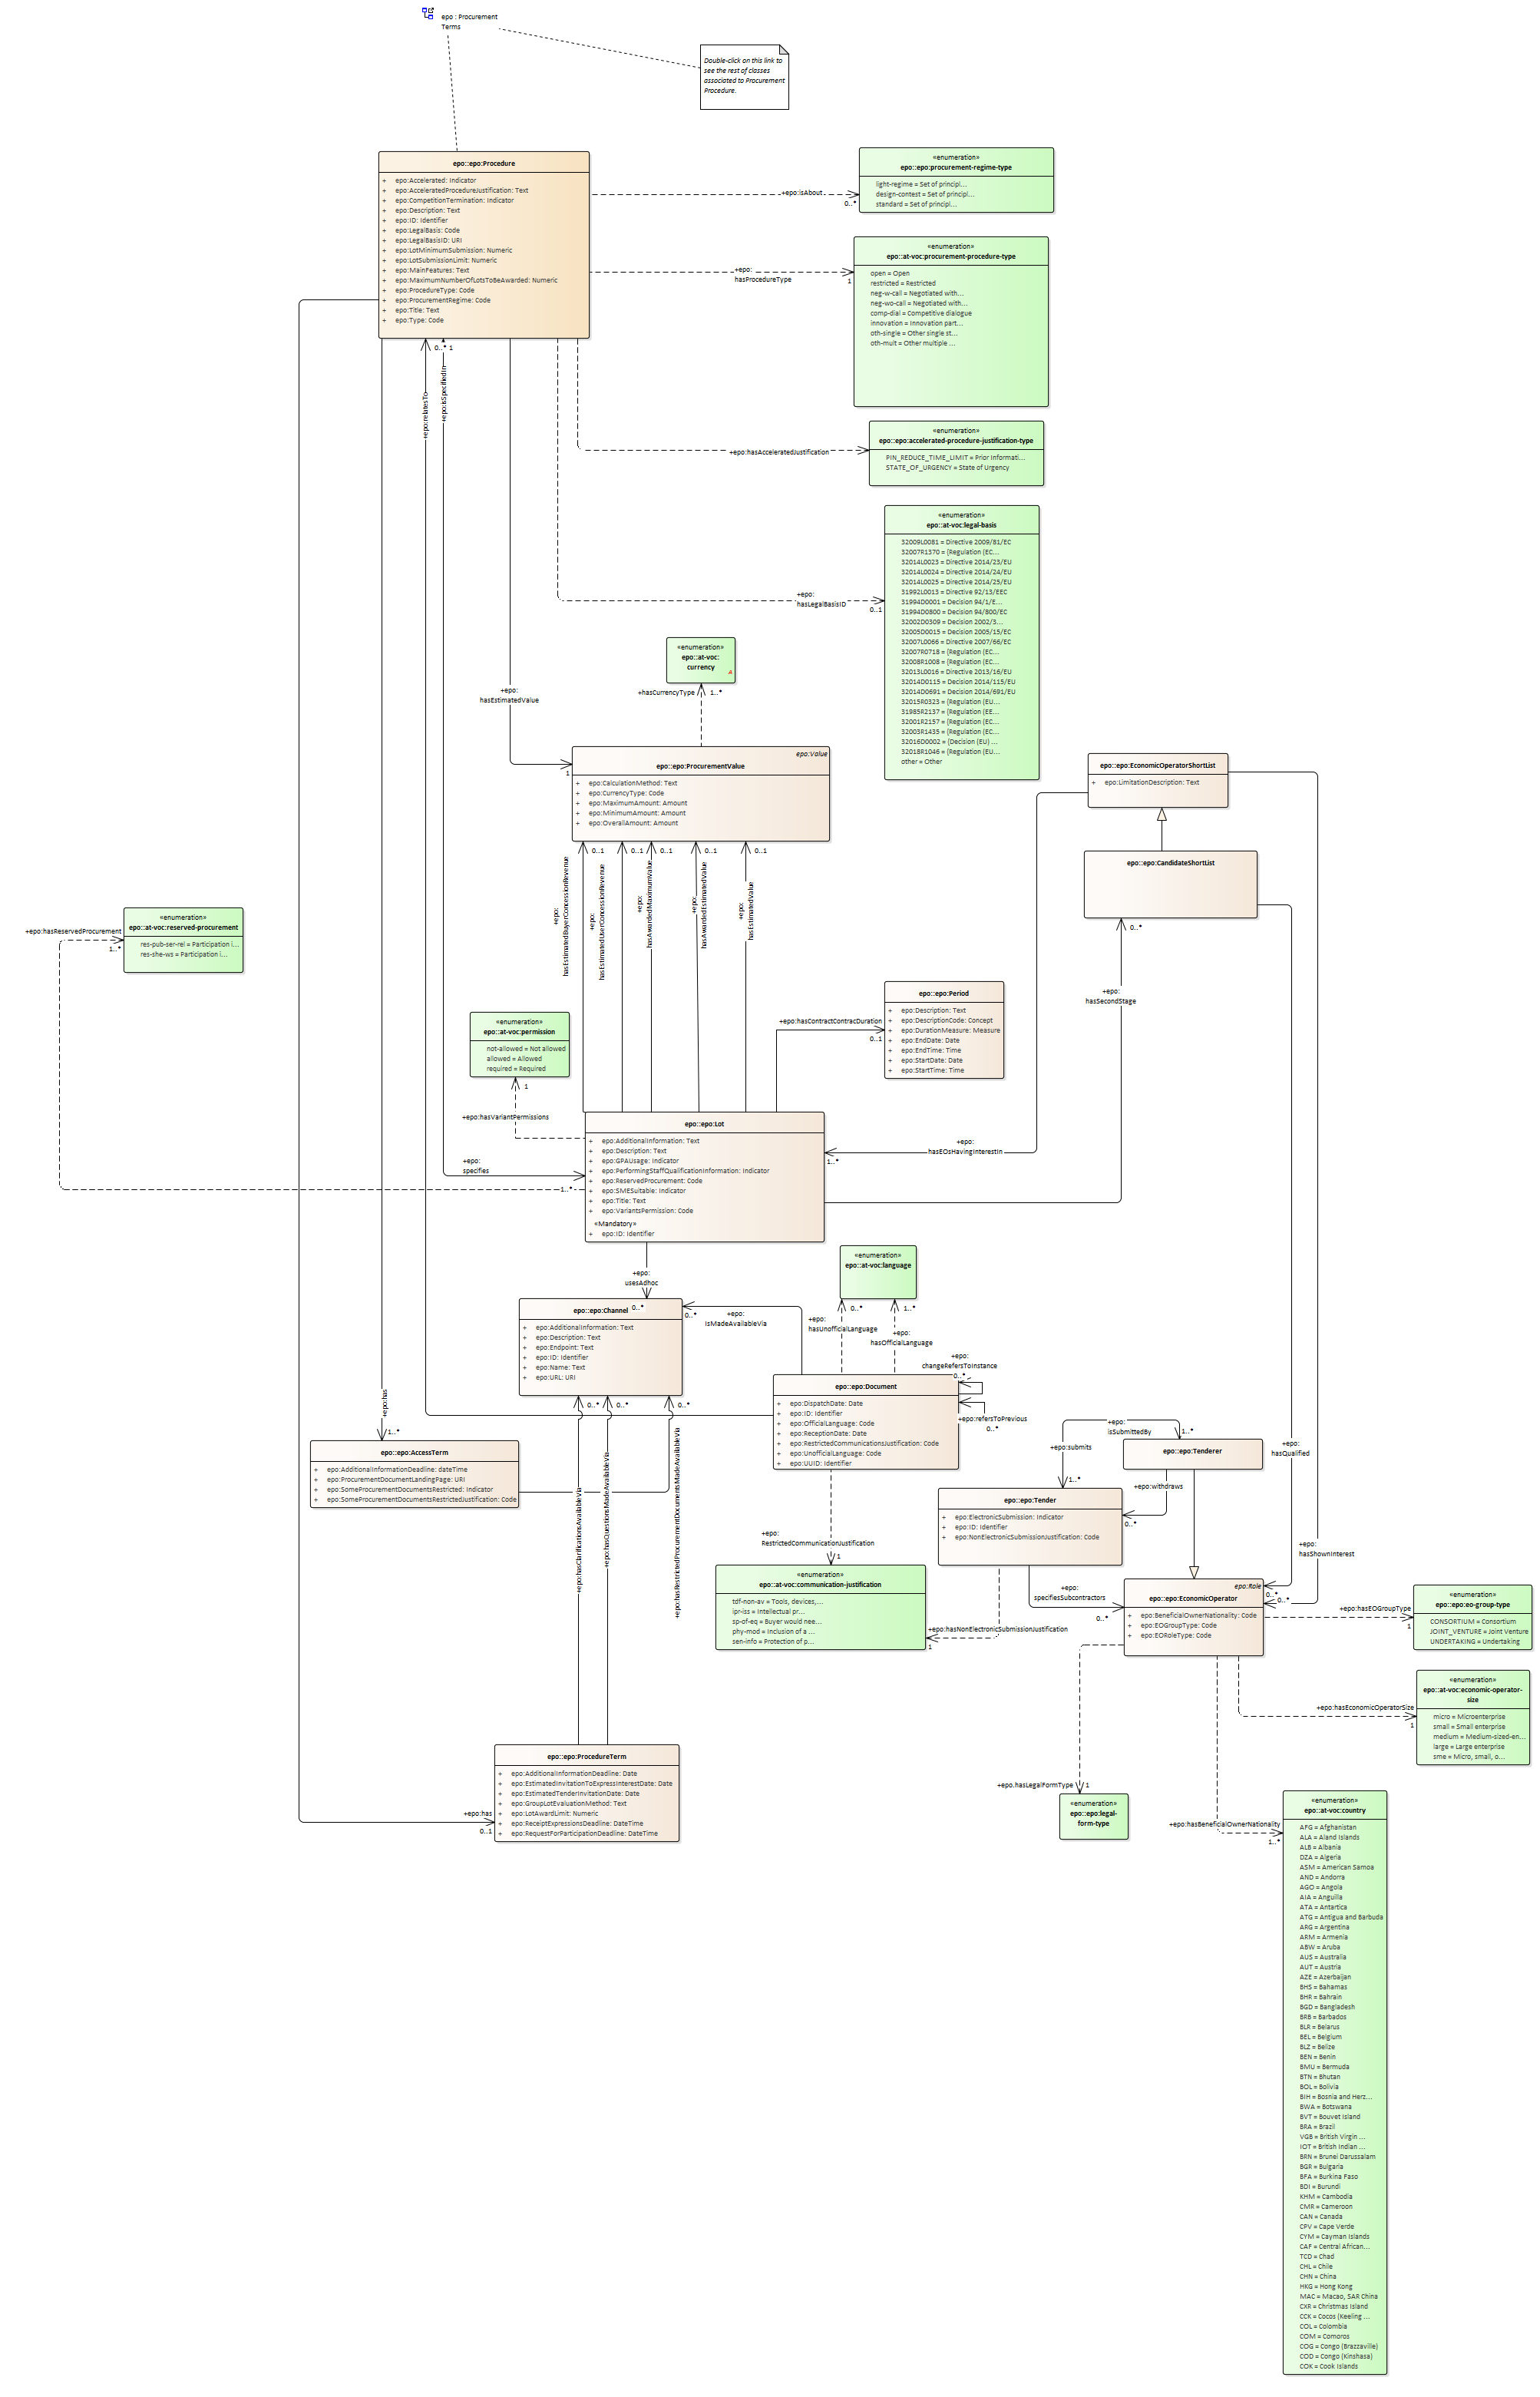 epo : Procurement
Terms
Double-click on this link to
see the rest of classes
associated to Procurement
Procedure.
epo::epo:Procedure
+ epo:Accelerated: Indicator
+ epo:AcceleratedProcedureJustification: Text
+ epo:CompetitionTermination: Indicator
+ epo:Description: Text
+ epo:ID: Identifier
+ epo:LegalBasis: Code
+ epo:LegalBasisID: URI
+ epo:LotMinimumSubmission: Numeric
+ epo:LotSubmissionLimit: Numeric
+ epo:MainFeatures: Text
+ epo:MaximumNumberOfLotsToBeAwarded: Numeric
+ epo:ProcedureType: Code
+ epo:ProcurementRegime: Code
+ epo:Title: Text
+ epo:Type: Code
+epo:isAbout
0..*
«enumeration»
epo::epo:procurement-regime-type
light-regime = Set of principl...
design-contest = Set of principl...
standard = Set of principl...
+epo:
hasProcedureType
1
«enumeration»
epo::at-voc:procurement-procedure-type
open = Open
restricted = Restricted
neg-w-call = Negotiated with...
neg-wo-call = Negotiated with...
comp-dial = Competitive dialogue
innovation = Innovation part...
oth-single = Other single st...
oth-mult = Other multiple ...
0..* 1
+epo:relatesTo
+epo:isSpecifiedIn
+epo:hasAcceleratedJustification
«enumeration»
epo::epo:accelerated-procedure-justification-type
PIN_REDUCE_TIME_LIMIT = Prior Informati...
STATE_OF_URGENCY = State of Urgency
+epo:
hasLegalBasisID
0..1
«enumeration»
epo::at-voc:legal-basis
32009L0081 = Directive 2009/81/EC
32007R1370 = (Regulation (EC...
32014L0023 = Directive 2014/23/EU
32014L0024 = Directive 2014/24/EU
32014L0025 = Directive 2014/25/EU
31992L0013 = Directive 92/13/EEC
31994D0001 = Decision 94/1/E...
31994D0800 = Decision 94/800/EC
32002D0309 = Decision 2002/3...
32005D0015 = Decision 2005/15/EC
32007L0066 = Directive 2007/66/EC
32007R0718 = (Regulation (EC...
32008R1008 = (Regulation (EC...
32013L0016 = Directive 2013/16/EU
32014D0115 = Decision 2014/115/EU
32014D0691 = Decision 2014/691/EU
32015R0323 = (Regulation (EU...
31985R2137 = (Regulation (EE...
32001R2157 = (Regulation (EC...
32003R1435 = (Regulation (EC...
32016D0002 = (Decision (EU) ...
32018R1046 = (Regulation (EU...
other = Other
«enumeration»
epo::at-voc:
currency
+hasCurrencyType
1..*
+epo:
hasEstimatedValue
1
epo:Value
epo::epo:ProcurementValue
+ epo:CalculationMethod: Text
+ epo:CurrencyType: Code
+ epo:MaximumAmount: Amount
+ epo:MinimumAmount: Amount
+ epo:OverallAmount: Amount
0..1 0..1 0..1 0..1 0..1
+epo:
hasEstimatedBuyerConcessionRevenue
+epo:
hasEstimatedUserConcessionRevenue
+epo:
hasAwardedMaximumValue
+epo:
hasAwardedEstimatedValue
+epo:
hasEstimatedValue
epo::epo:EconomicOperatorShortList
+ epo:LimitationDescription: Text
epo::epo:CandidateShortList
0..*
+epo:
hasSecondStage
+epo:hasReservedProcurement
1..*
«enumeration»
epo::at-voc:reserved-procurement
res-pub-ser-rel = Participation i...
res-she-ws = Participation i...
«enumeration»
epo::at-voc:permission
not-allowed = Not allowed
allowed = Allowed
required = Required
1
+epo:hasVariantPermissions
+epo:hasContractContracDuration
0..1
epo::epo:Period
+ epo:Description: Text
+ epo:DescriptionCode: Concept
+ epo:DurationMeasure: Measure
+ epo:EndDate: Date
+ epo:EndTime: Time
+ epo:StartDate: Date
+ epo:StartTime: Time
+epo:
specifies
1..*
epo::epo:Lot
+ epo:AdditionalInformation: Text
+ epo:Description: Text
+ epo:GPAUsage: Indicator
+ epo:PerformingStaffQualificationInformation: Indicator
+ epo:ReservedProcurement: Code
+ epo:SMESuitable: Indicator
+ epo:Title: Text
+ epo:VariantsPermission: Code
«Mandatory»
+ epo:ID: Identifier
+epo:
hasEOsHavingInterestIn
1..*
+epo:
usesAdhoc
0..*
epo::epo:Channel
+ epo:AdditionalInformation: Text
+ epo:Description: Text
+ epo:Endpoint: Text
+ epo:ID: Identifier
+ epo:Name: Text
+ epo:URL: URI
0..* 0..* 0..*
0..*
+epo:
IsMadeAvailableVia
«enumeration»
epo::at-voc:language
0..* 1..*
+epo:
hasUnofficialLanguage
+epo:
hasOfficialLanguage
+epo:
changeRefersToInstance
0..*
+epo:refersToPrevious
0..*
epo::epo:Document
+ epo:DispatchDate: Date
+ epo:ID: Identifier
+ epo:OfficialLanguage: Code
+ epo:ReceptionDate: Date
+ epo:RestrictedCommunicationsJustification: Code
+ epo:UnofficialLanguage: Code
+ epo:UUID: Identifier
+epo:has
1..*
epo::epo:AccessTerm
+ epo:AdditionalInformationDeadline: dateTime
+ epo:ProcurementDocumentLandingPage: URI
+ epo:SomeProcurementDocumentsRestricted: Indicator
+ epo:SomeProcurementDocumentsRestrictedJustification: Code
+epo:hasClarificationsAvailableVia
+epo:hasQuestionsMadeAvailableVia
+epo:hasRestrictedProcurementDocumentsMadeAvailableVia
+epo:
isSubmittedBy
1..*
+epo:submits
1..*
epo::epo:Tenderer
+epo:withdraws
0..*
epo::epo:Tender
+ epo:ElectronicSubmission: Indicator
+ epo:ID: Identifier
+ epo:NonElectronicSubmissionJustification: Code
+epo:
hasQualified
+epo:
hasShownInterest
+epo:
RestrictedCommunicationJustification
1
«enumeration»
epo::at-voc:communication-justification
tdf-non-av = Tools, devices,...
ipr-iss = Intellectual pr...
sp-of-eq = Buyer would nee...
phy-mod = Inclusion of a ...
sen-info = Protection of p...
+epo:hasNonElectronicSubmissionJustification
1
+epo:
specifiesSubcontractors
0..*
epo:Role
epo::epo:EconomicOperator
+ epo:BeneficialOwnerNationality: Code
+ epo:EOGroupType: Code
+ epo:EORoleType: Code
0..*
0..*
+epo:hasEOGroupType
1
«enumeration»
epo::epo:eo-group-type
CONSORTIUM = Consortium
JOINT_VENTURE = Joint Venture
UNDERTAKING = Undertaking
+epo:hasEconomicOperatorSize
1
«enumeration»
epo::at-voc:economic-operator-
size
micro = Microenterprise
small = Small enterprise
medium = Medium-sized-en...
large = Large enterprise
sme = Micro, small, o...
epo::epo:ProcedureTerm
+ epo:AdditionalInformationDeadline: Date
+ epo:EstimatedInvitationToExpressInterestDate: Date
+ epo:EstimatedTenderInvitationDate: Date
+ epo:GroupLotEvaluationMethod: Text
+ epo:LotAwardLimit: Numeric
+ epo:ReceiptExpressionsDeadline: DateTime
+ epo:RequestForParticipationDeadline: DateTime
+epo:has
0..1
+epo.hasLegalFormType
1
«enumeration»
epo::epo:legal-
form-type
+epo:hasBeneficialOwnerNationality
1..*
«enumeration»
epo::at-voc:country
AFG = Afghanistan
ALA = Aland Islands
ALB = Albania
DZA = Algeria
ASM = American Samoa
AND = Andorra
AGO = Angola
AIA = Anguilla
ATA = Antartica
ATG = Antigua and Barbuda
ARG = Argentina
ARM = Armenia
ABW = Aruba
AUS = Australia
AUT = Austria
AZE = Azerbaijan
BHS = Bahamas
BHR = Bahrain
BGD = Bangladesh
BRB = Barbados
BLR = Belarus
BEL = Belgium
BLZ = Belize
BEN = Benin
BMU = Bermuda
BTN = Bhutan
BOL = Bolivia
BIH = Bosnia and Herz...
BWA = Botswana
BVT = Bouvet Island
BRA = Brazil
VGB = British Virgin ...
IOT = British Indian ...
BRN = Brunei Darussalam
BGR = Bulgaria
BFA = Burkina Faso
BDI = Burundi
KHM = Cambodia
CMR = Cameroon
CAN = Canada
CPV = Cape Verde
CYM = Cayman Islands
CAF = Central African...
TCD = Chad
CHL = Chile
CHN = China
HKG = Hong Kong
MAC = Macao, SAR China
CXR = Christmas Island
CCK = Cocos (Keeling ...
COL = Colombia
COM = Comoros
COG = Congo (Brazzaville)
COD = Congo (Kinshasa)
COK = Cook Islands